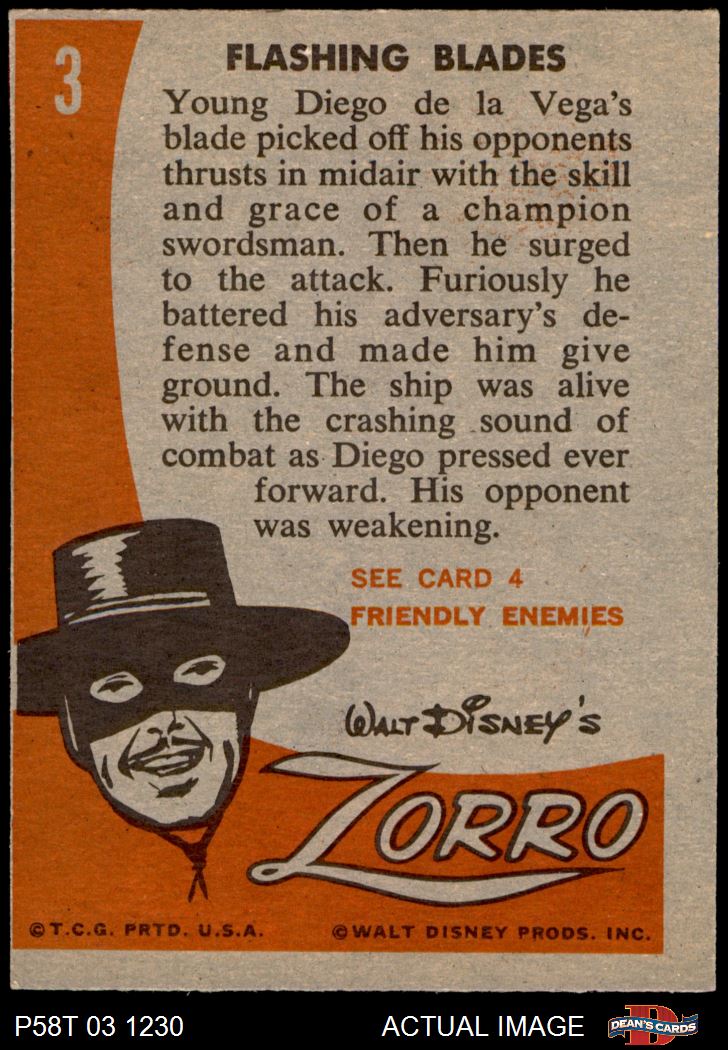 3
FLASHING BLADES
Young Diego de la Vega's
blade picked off his opponents
thrusts in midair with the skill
and grace of a champion
swordsman. Then he surged
to the attack. Furiously he
battered his adversary's de-
fense and made him give
ground. The ship was alive
with the crashing sound of
combat as Diego pressed ever
forward. His opponent
was weakening.
SEE CARD 4
FRIENDLY ENEMIES
WALT DISNEY'S
ZORRO
©T.C.G. PRTD. U.S.A.
©WALT DISNEY PRODS. INC.
P58T 03 1230
ACTUAL IMAGE
D
DEAN'S CARDS